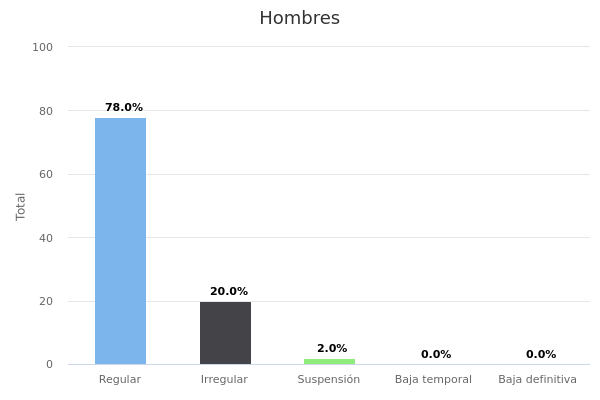 Hombres
100
80
60
40
20
0
Total
78.0%
20.0%
2.0%
0.0%
0.0%
Regular
Irregular
Suspensión
Baja temporal
Baja definitiva